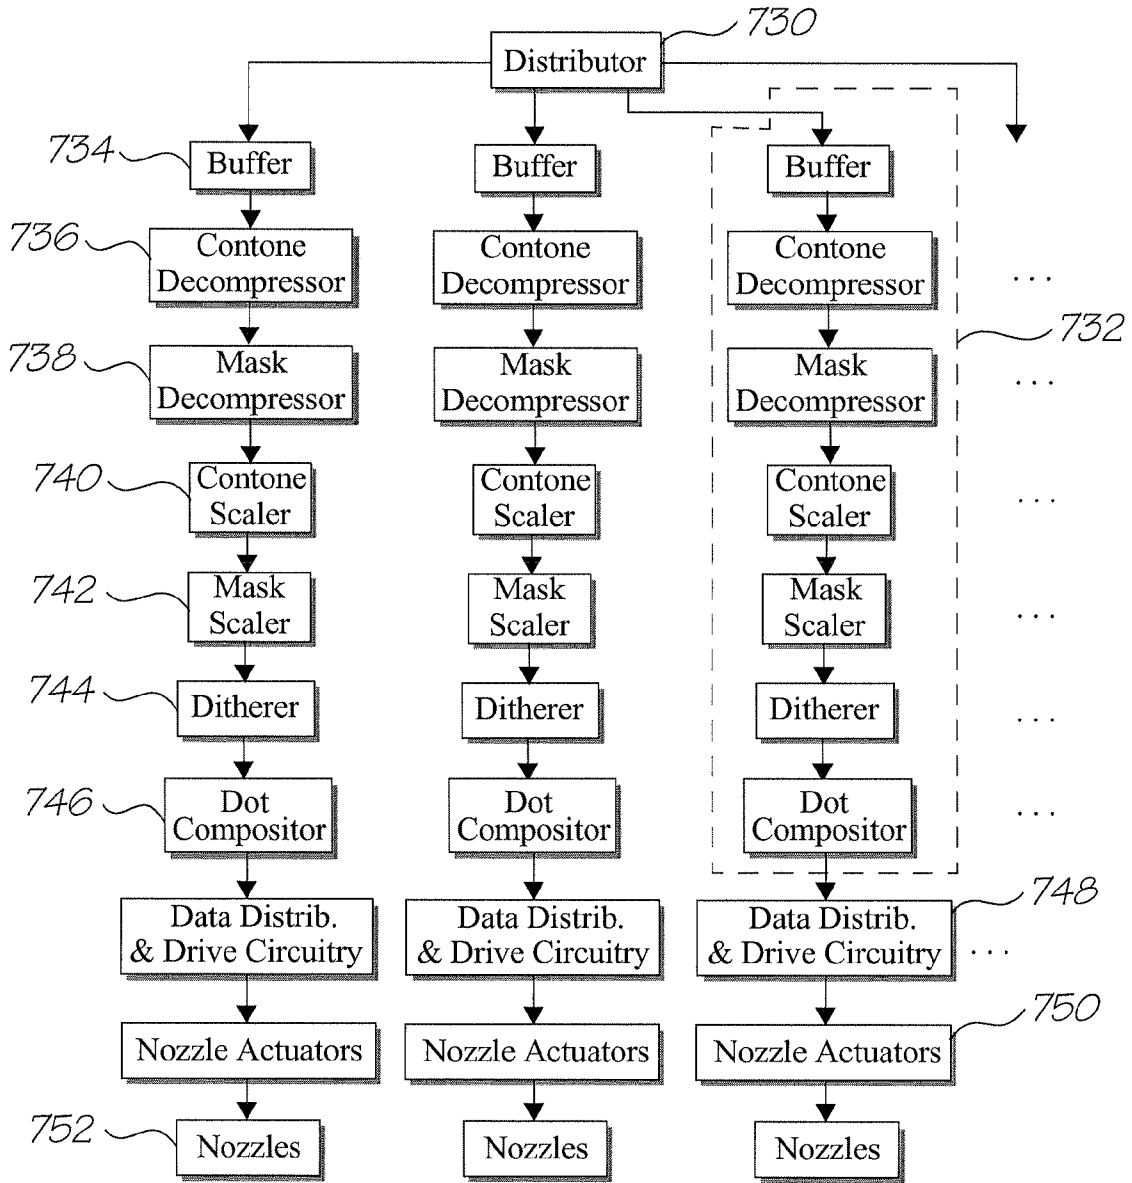 730
Distributor
734
Buffer
Buffer
Buffer
736
Contone
Decompressor
Contone
Decompressor
Contone
Decompressor
. . .
732
738
Mask
Decompressor
Mask
Decompressor
Mask
Decompressor
. . .
740
Contone
Scaler
Contone
Scaler
Contone
Scaler
. . .
742
Mask
Scaler
Mask
Scaler
Mask
Scaler
. . .
744
Ditherer
Ditherer
Ditherer
. . .
746
Dot
Compositor
Dot
Compositor
Dot
Compositor
. . .
748
Data Distrib.
& Drive Circuitry
Data Distrib.
& Drive Circuitry
Data Distrib.
& Drive Circuitry
. . .
750
Nozzle Actuators
Nozzle Actuators
Nozzle Actuators
752
Nozzles
Nozzles
Nozzles